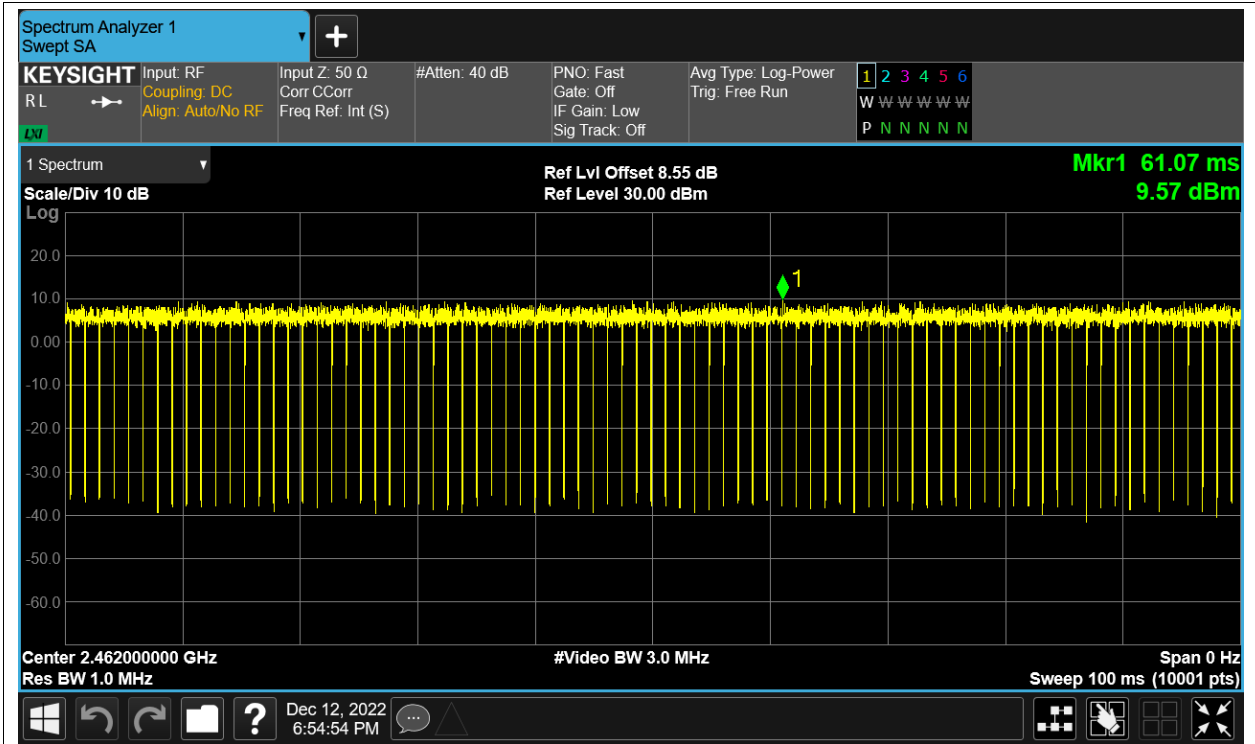 Spectrum Analyzer 1
Swept SA
KEYSIGHT
RL
LXI
Input: RF
Coupling: DC
Align: Auto/No RF
Input Z: 50 Ω
Corr CCorr
Freq Ref: Int (S)
#Atten: 40 dB
PNO: Fast
Gate: Off
IF Gain: Low
Sig Track: Off
Avg Type: Log-Power
Trig: Free Run
1 2 3 4 5 6
W W W W W W
P N N N N N
1 Spectrum
Scale/Div 10 dB
Ref Lvl Offset 8.55 dB
Ref Level 30.00 dBm
Mkr1 61.07 ms
9.57 dBm
Log
20.0
10.0
0.00
-10.0
-20.0
-30.0
-40.0
-50.0
-60.0
1
Center 2.462000000 GHz
Res BW 1.0 MHz
#Video BW 3.0 MHz
Span 0 Hz
Sweep 100 ms (10001 pts)
?
Dec 12, 2022
6:54:54 PM